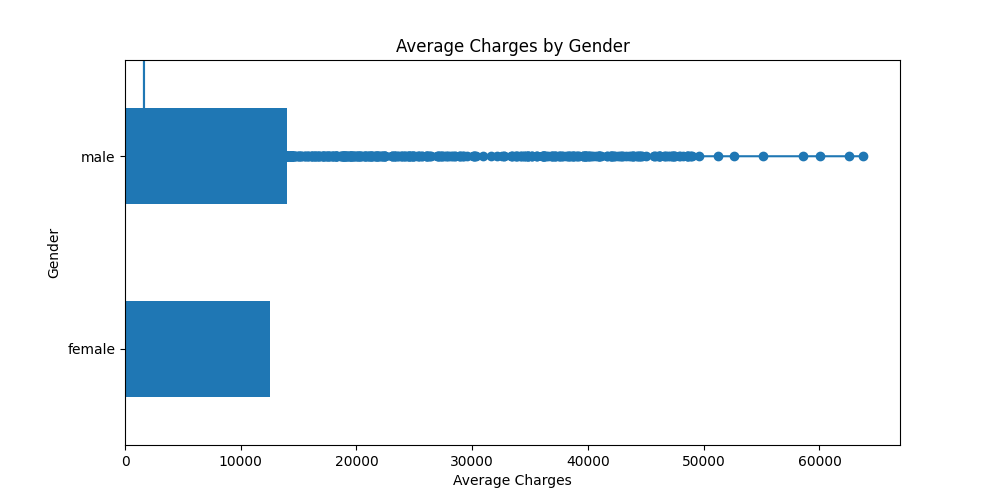 Average Charges by Gender
Gender
male
female
0 10000 20000 30000 40000 50000 60000
Average Charges